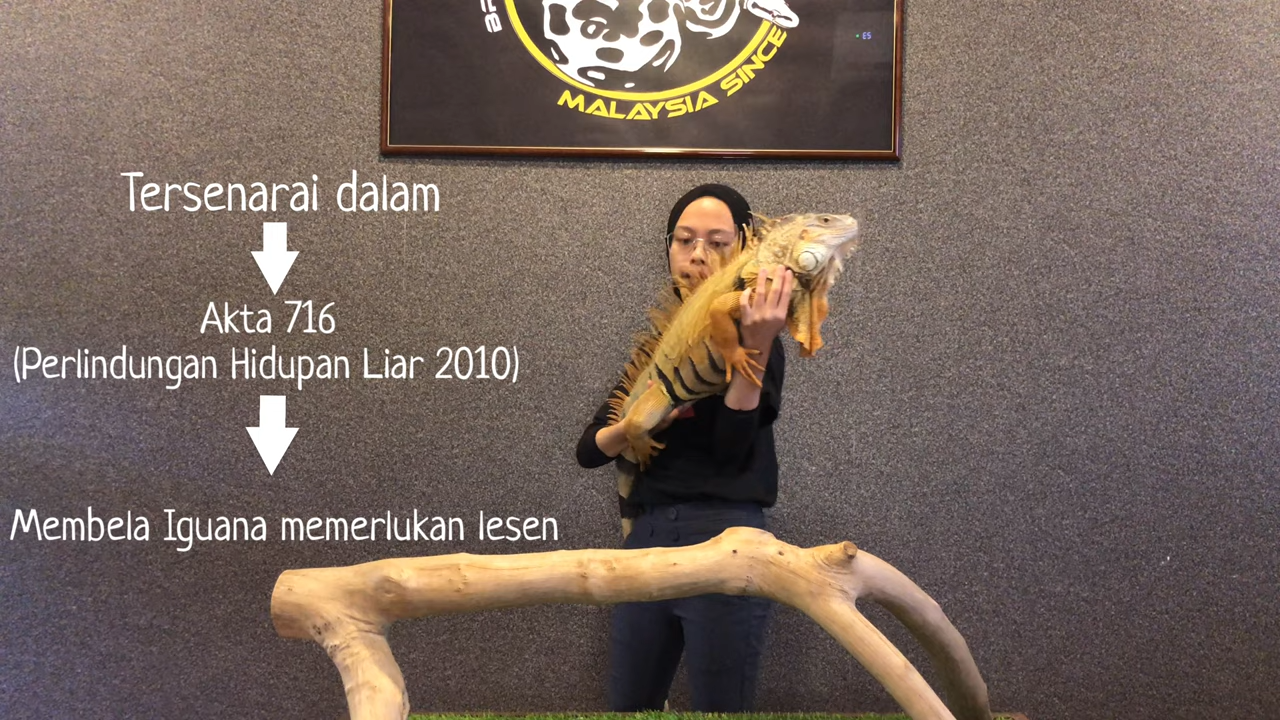 MALAYSIA SINCE
Tersenarai dalam
Akta 716
(Perlindungan Hidupan Liar 2010)
Membela Iguana memerlukan lesen